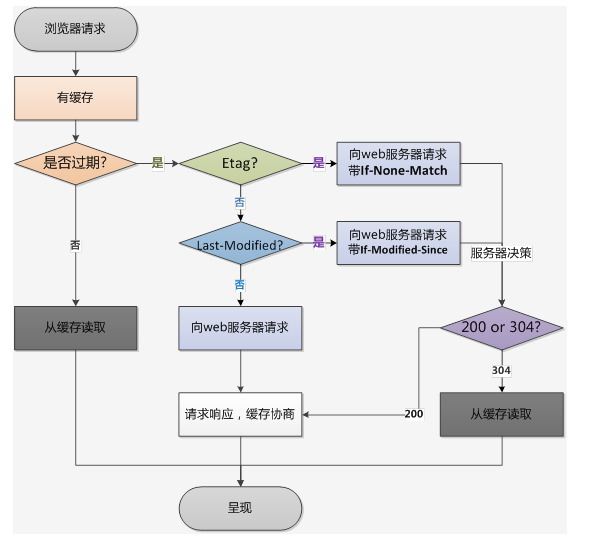 浏览器请求
有缓存
是否过期?
是
Etag?
是
向web服务器请求
带If-None-Match
否
否
Last-Modified?
是
向web服务器请求
带If-Modified-Since
服务器决策
否
从缓存读取
向web服务器请求
200 or 304?
304
200
请求响应，缓存协商
从缓存读取
呈现